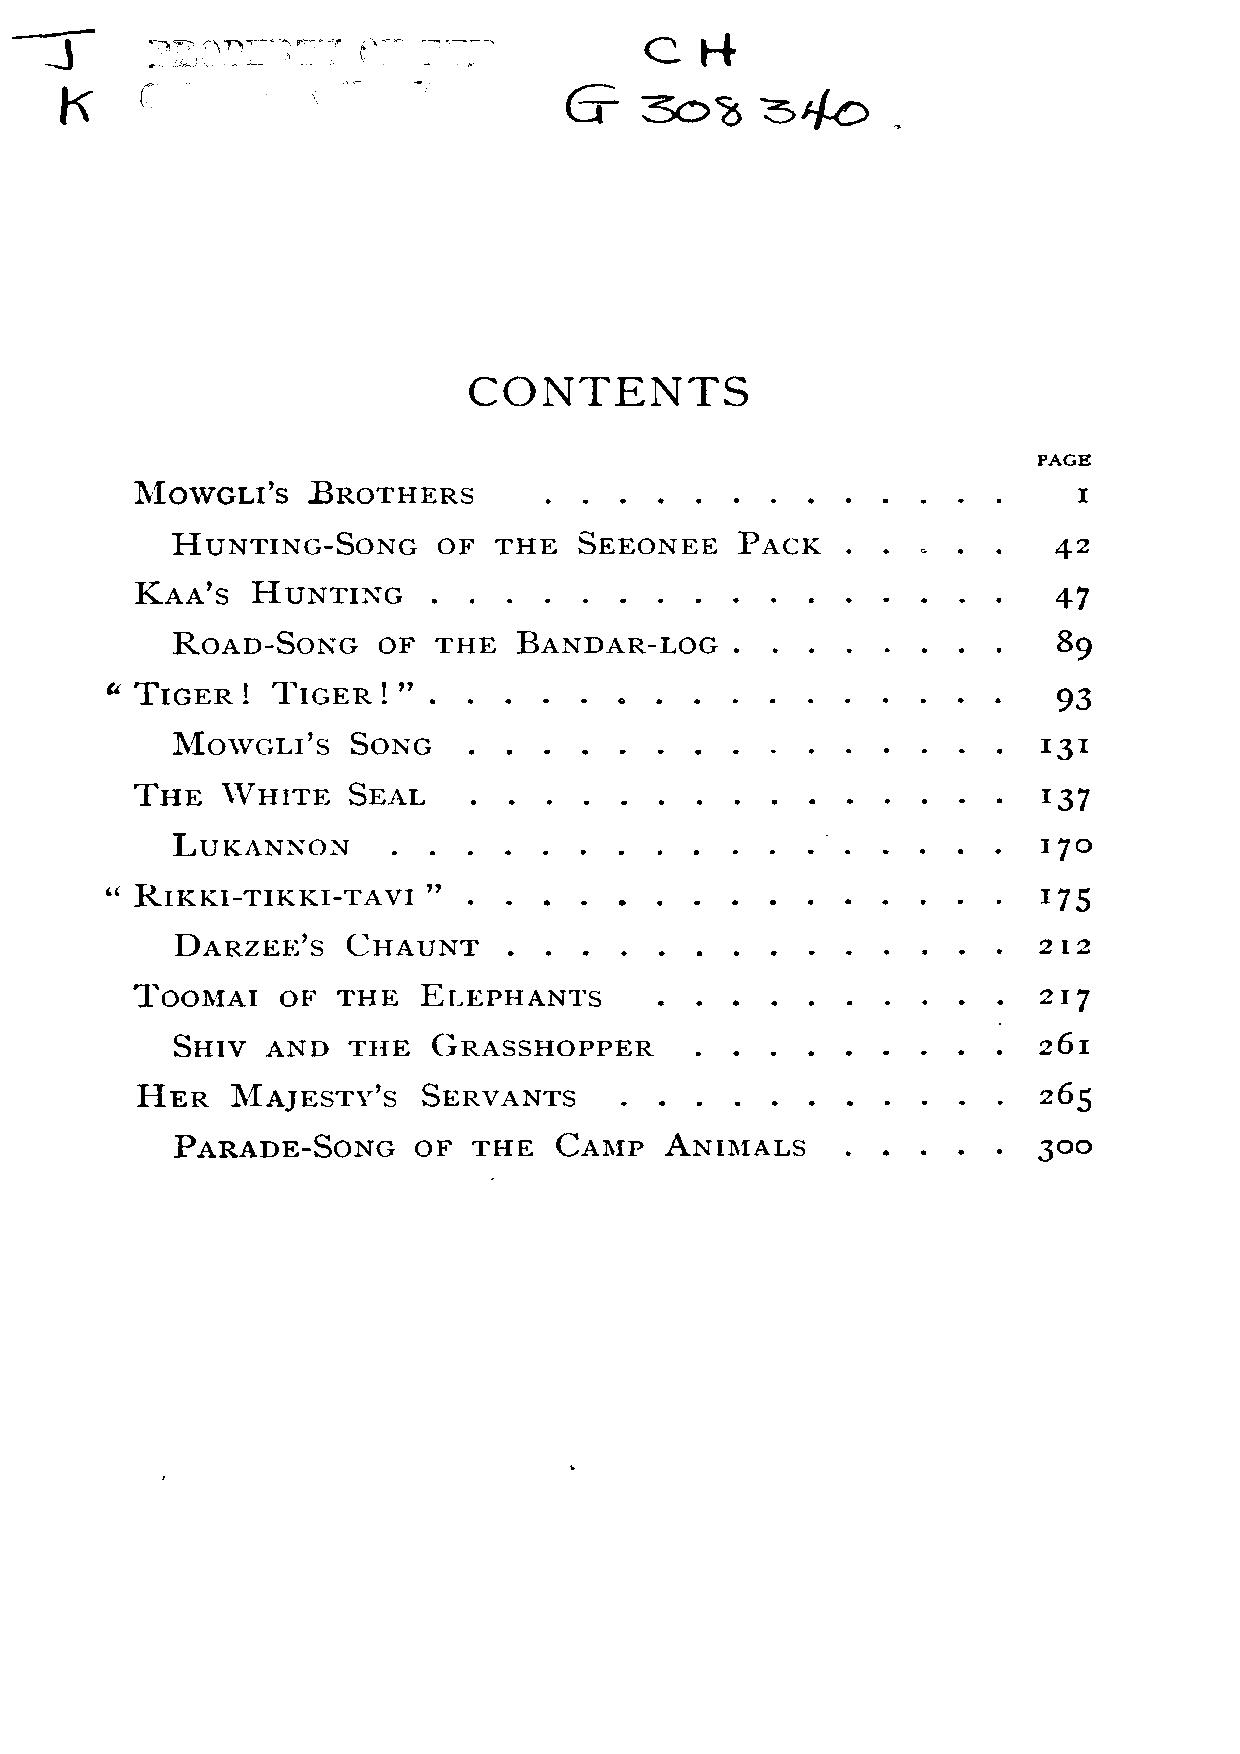 J
CH
K
G 308 340.
CONTENTS
PAGE
MOWGLI'S BROTHERS . . . . . . . . . . . . . 1
HUNTING-SONG OF THE SEEONEE PACK . . . . . 42
KAA'S HUNTING . . . . . . . . . . . . . . . . 47
ROAD-SONG OF THE BANDAR-LOG . . . . . . . . 89
“ TIGER! TIGER! ” . . . . . . . . . . . . . . . . 93
MOWGLI'S SONG . . . . . . . . . . . . . . . 131
THE WHITE SEAL . . . . . . . . . . . . . . . 137
LUKANNON . . . . . . . . . . . . . . . . . 170
“ RIKKI-TIKKI-TAVI ” . . . . . . . . . . . . . . . 175
DARZEE'S CHAUNT . . . . . . . . . . . . . . 212
TOOMAI OF THE ELEPHANTS . . . . . . . . . . 217
SHIV AND THE GRASSHOPPER . . . . . . . . . 261
HER MAJESTY'S SERVANTS . . . . . . . . . . . 265
PARADE-SONG OF THE CAMP ANIMALS . . . . . 300